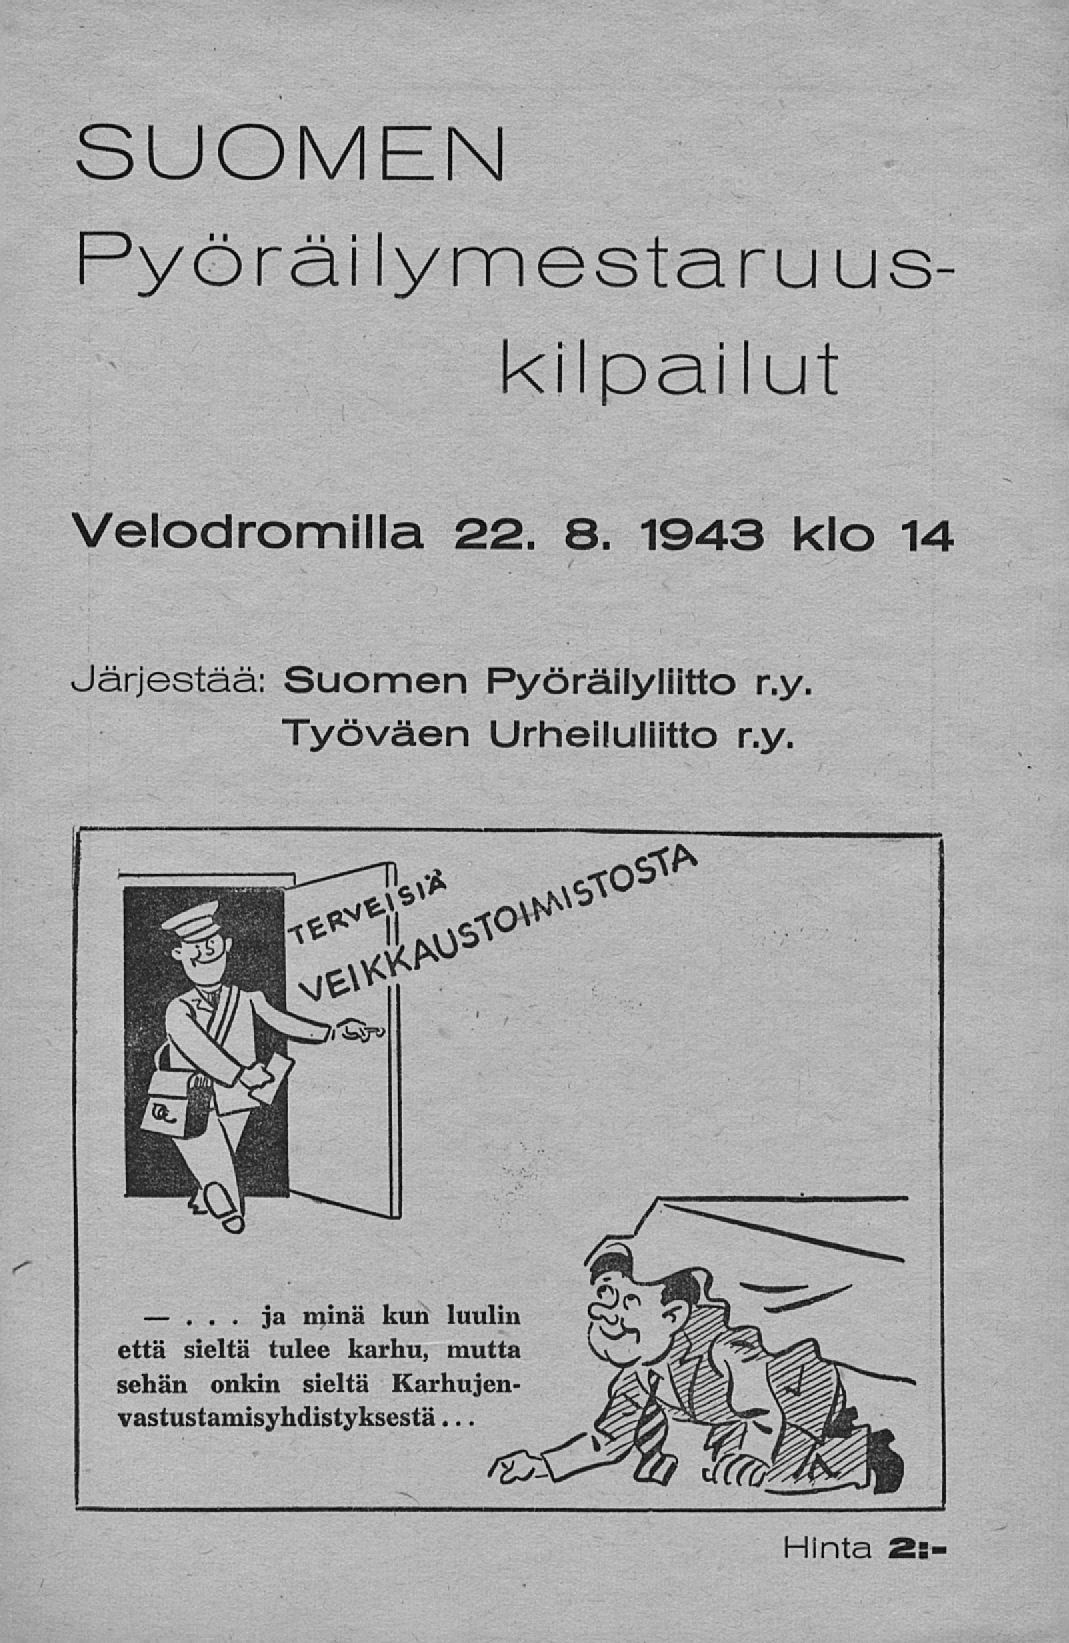 SUOMEN
Pyöräilymestaruus-
kilpailut
Velodromilla 22. 8. 1943 klo 14
Järjestää: Suomen Pyöräilyliitto r.y.
Työväen Urheiluliitto r.y.
TERVEISIÄ
VEIKKAUSTOIMISTOSTA
— . . . ja minä kun luulin
että sieltä tulee karhu, mutta
sehän onkin sieltä Karhujen-
vastustamisyhdistyksestä . . .
Hinta 2:-